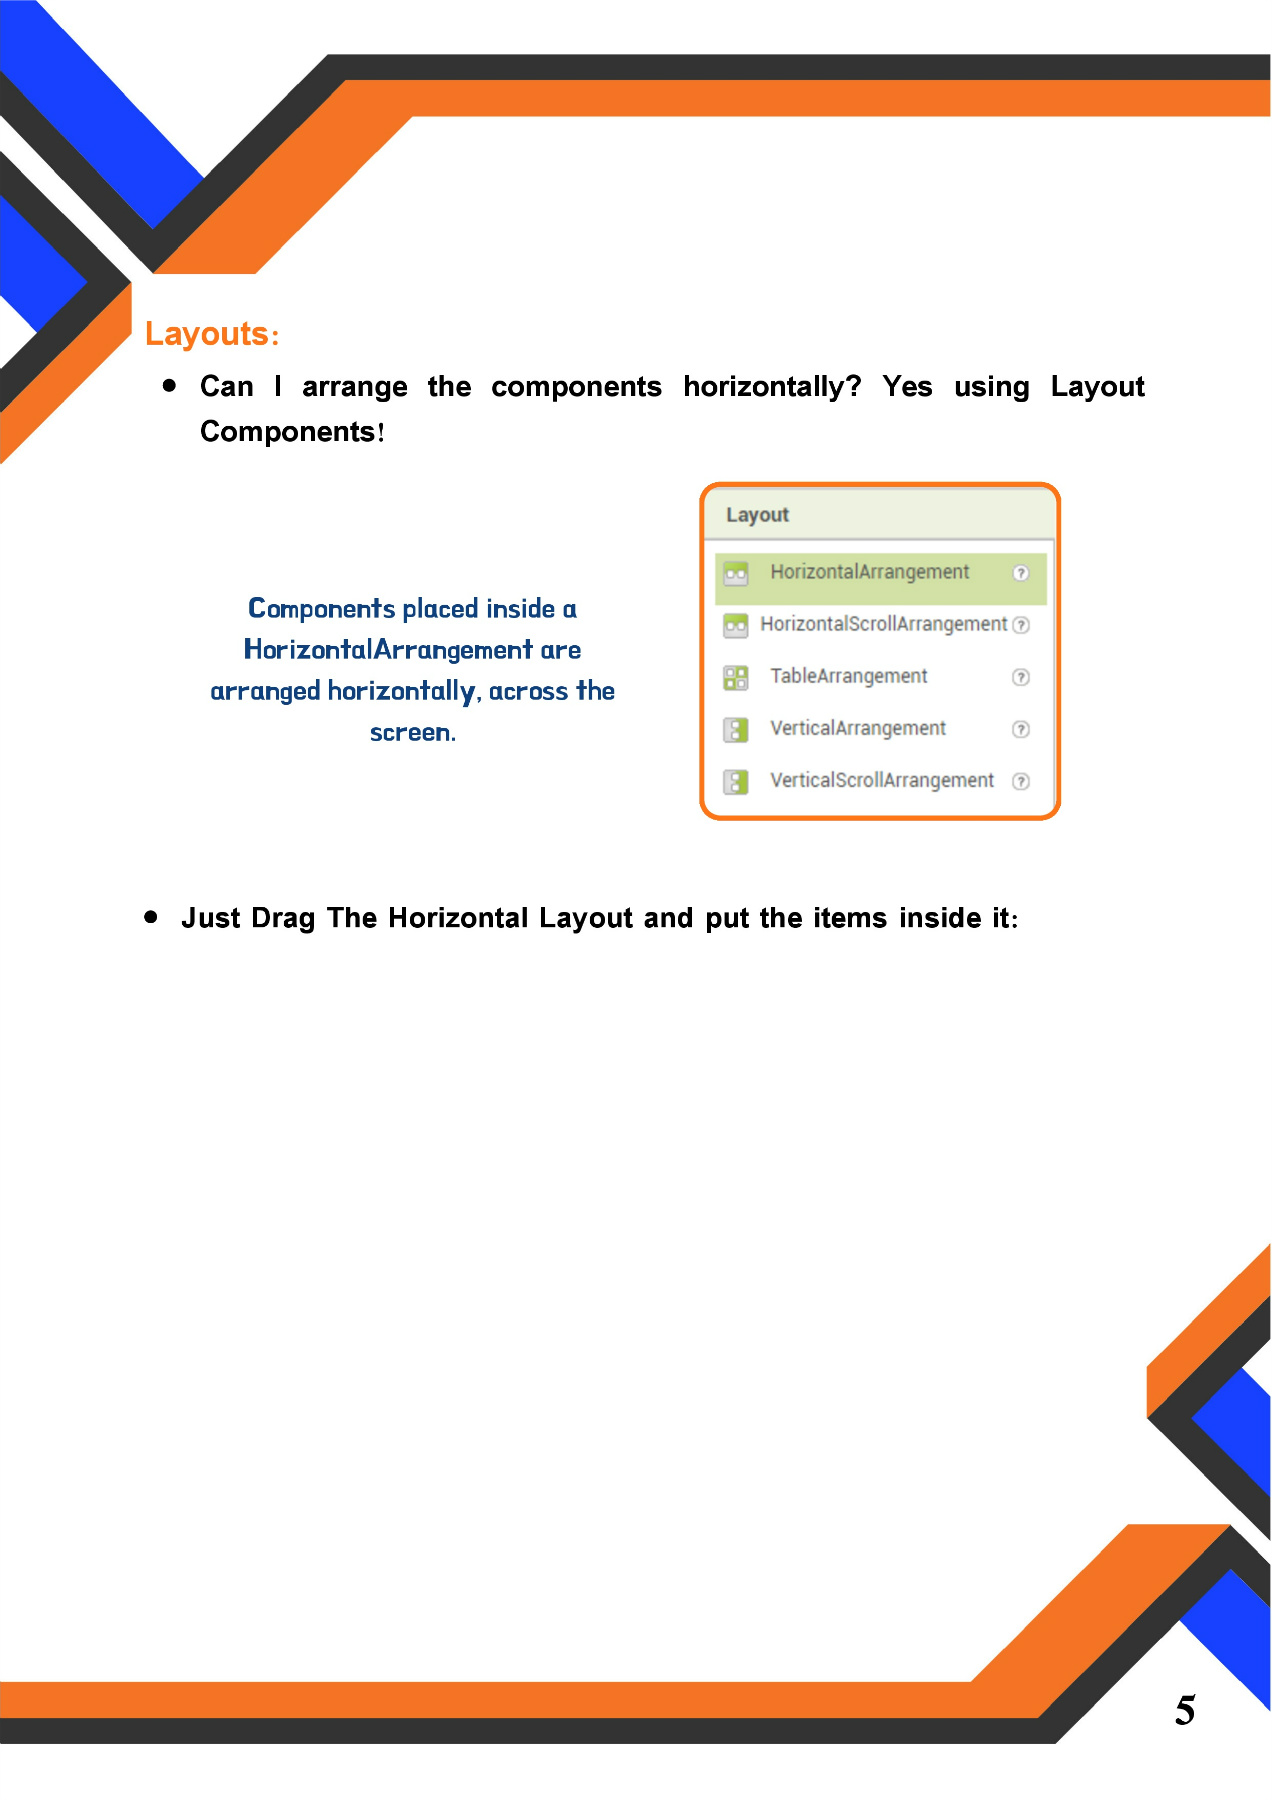 Layouts:
• Can I arrange the components horizontally? Yes using Layout
Components!
Components placed inside a
HorizontalArrangement are
arranged horizontally, across the
screen.
Layout
HorizontalArrangement ?
HorizontalScrollArrangement ?
TableArrangement ?
VerticalArrangement ?
VerticalScrollArrangement ?
• Just Drag The Horizontal Layout and put the items inside it:
5